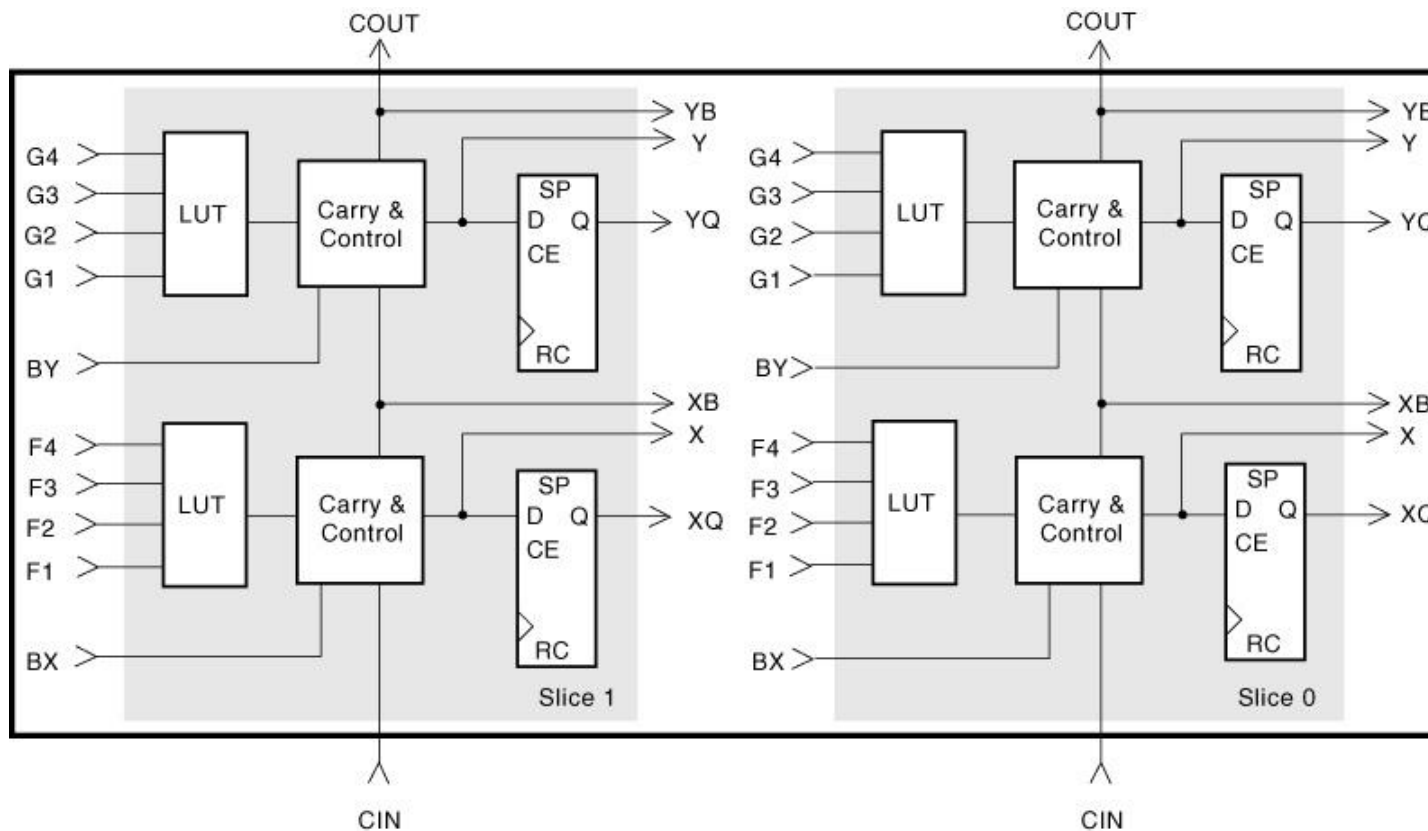 COUT
COUT
YB
Y
G4
G3
G2
G1
LUT
Carry &
Control
SP
D Q
CE
RC
YQ
BY
XB
X
F4
F3
F2
F1
LUT
Carry &
Control
SP
D Q
CE
RC
XQ
BX
Slice 1
CIN
Y
G4
G3
G2
G1
LUT
Carry &
Control
SP
D Q
CE
RC
BY
X
F4
F3
F2
F1
LUT
Carry &
Control
SP
D Q
CE
RC
BX
Slice 0
CIN